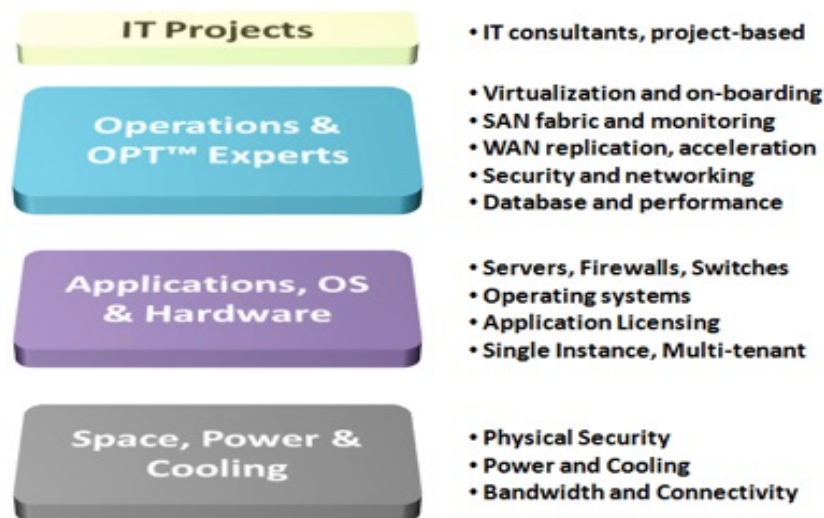 IT Projects
• IT consultants, project-based
Operations &
OPT™ Experts
• Virtualization and on-boarding
• SAN fabric and monitoring
• WAN replication, acceleration
• Security and networking
• Database and performance
Applications, OS
& Hardware
• Servers, Firewalls, Switches
• Operating systems
• Application Licensing
• Single Instance, Multi-tenant
Space, Power &
Cooling
• Physical Security
• Power and Cooling
• Bandwidth and Connectivity